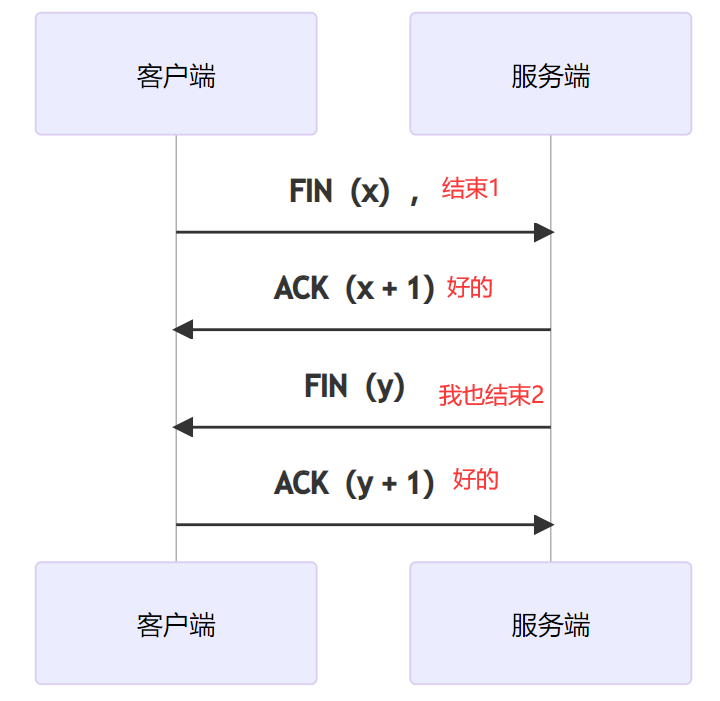 客户端 服务端
FIN（x）， 结束1
ACK（x + 1） 好的
FIN（y） 我也结束2
ACK（y + 1） 好的
客户端 服务端